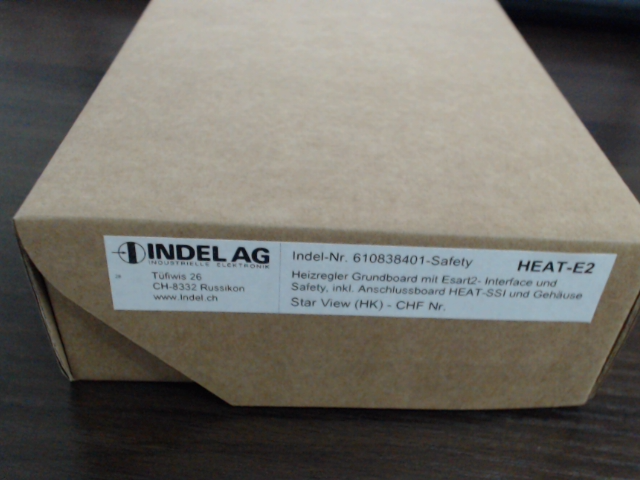 INDEL AG
INDUSTRIELLE ELEKTRONIK
Tüfiwis 26
CH-8332 Russikon
www.Indel.ch
Indel-Nr. 610838401-Safety
HEAT-E2
Heizregler Grundboard mit Esart2- Interface und
Safety, inkl. Anschlussboard HEAT-SSI und Gehäuse
Star View (HK) - CHF Nr.